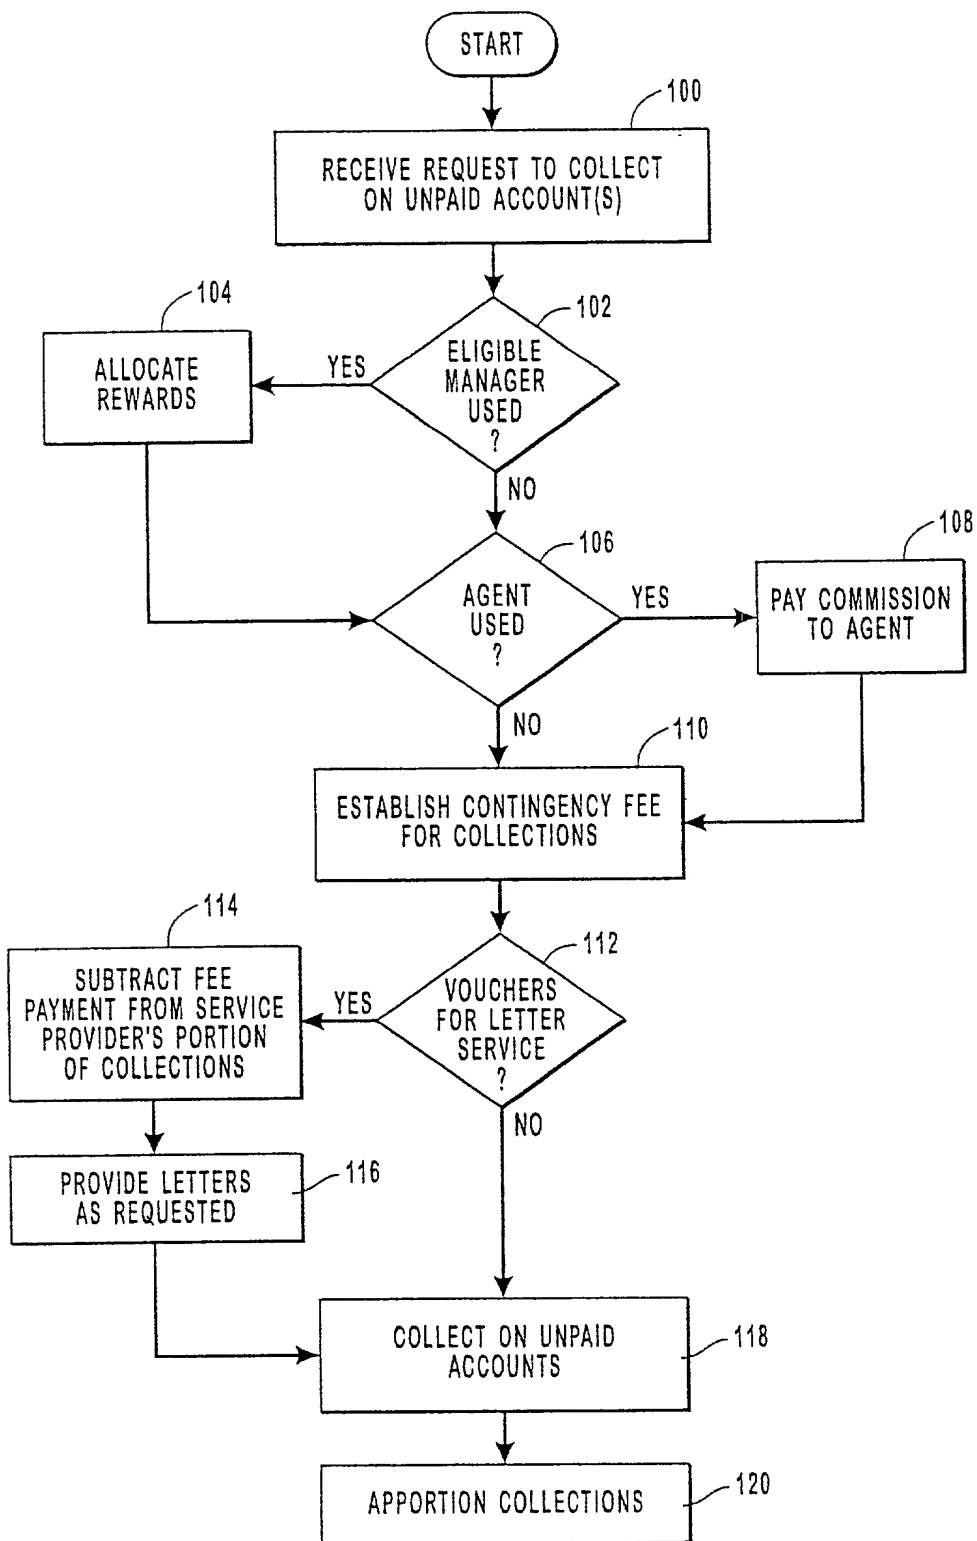 START
100
RECEIVE REQUEST TO COLLECT
ON UNPAID ACCOUNT(S)
104
102
ALLOCATE
REWARDS
YES
ELIGIBLE
MANAGER
USED
?
NO
106
108
AGENT
USED
?
YES
PAY COMMISSION
TO AGENT
NO
110
ESTABLISH CONTINGENCY FEE
FOR COLLECTIONS
114
112
SUBTRACT FEE
PAYMENT FROM SERVICE
PROVIDER'S PORTION
OF COLLECTIONS
YES
VOUCHERS
FOR LETTER
SERVICE
?
NO
PROVIDE LETTERS
AS REQUESTED
116
COLLECT ON UNPAID
ACCOUNTS
118
APPORTION COLLECTIONS
120